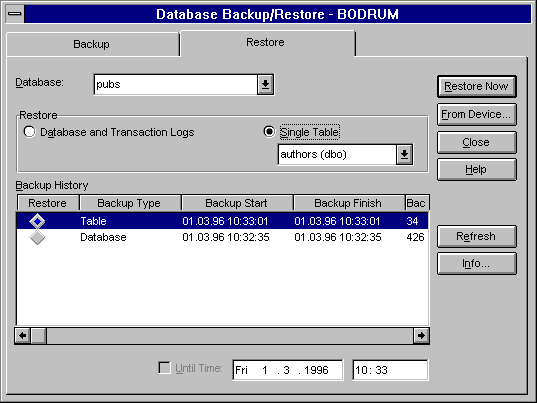 Database Backup/Restore - BODRUM
Backup
Restore
Database:
pubs
Restore Now
Restore
From Device...
Database and Transaction Logs
Single Table
Close
authors (dbo)
Help
Backup History
Restore Backup Type Backup Start Backup Finish Bac
Table 01.03.96 10:33:01 01.03.96 10:33:01 34
Database 01.03.96 10:32:35 01.03.96 10:32:35 426
Refresh
Info...
Until Time: Fri 1 . 3 . 1996 10: 33